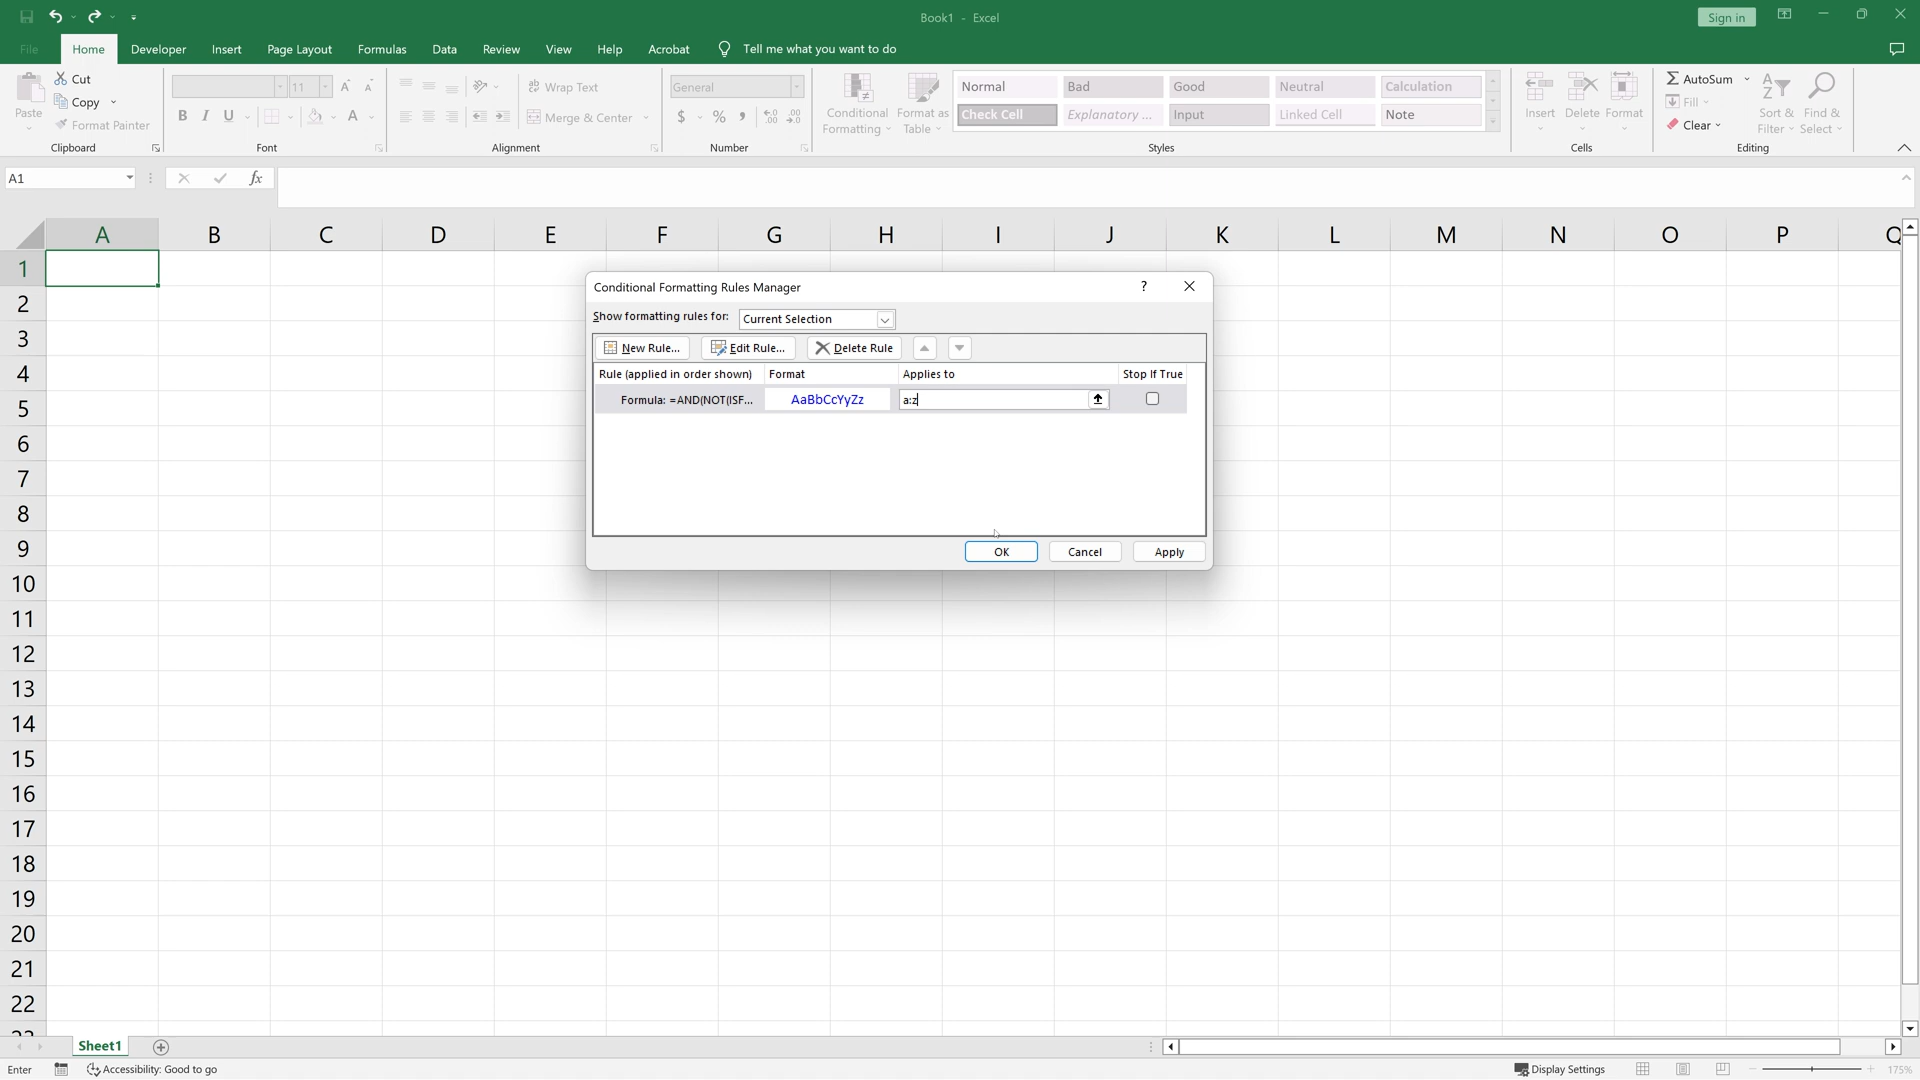 Book1 - Excel
Sign in
File Home Developer Insert Page Layout Formulas Data Review View Help Acrobat Tell me what you want to do
Paste
Cut
Copy
Format Painter
Clipboard
11
B I U A
Font
Wrap Text
Merge & Center
Alignment
General
$ % ,
Number
Conditional Formatting
Format as Table
Normal Bad Good Neutral Calculation
Check Cell Explanatory ... Input Linked Cell Note
Styles
Insert Delete Format
Cells
AutoSum
Fill
Clear
Sort & Filter
Find & Select
Editing
A1
fx
A B C D E F G H I J K L M N O P Q
1
2
3
4
5
6
7
8
9
10
11
12
13
14
15
16
17
18
19
20
21
22
23
Conditional Formatting Rules Manager
?
Show formatting rules for: Current Selection
New Rule... Edit Rule... Delete Rule
Rule (applied in order shown) Format Applies to Stop If True
Formula: =AND(NOT(ISF... AaBbCcYyZz a:z
OK Cancel Apply
Sheet1
Enter Accessibility: Good to go Display Settings 175%